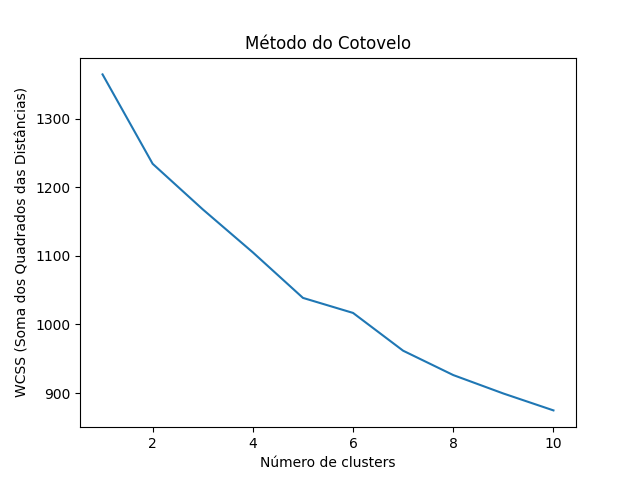 Método do Cotovelo
WCSS (Soma dos Quadrados das Distâncias)
1300
1200
1100
1000
900
2 4 6 8 10
Número de clusters